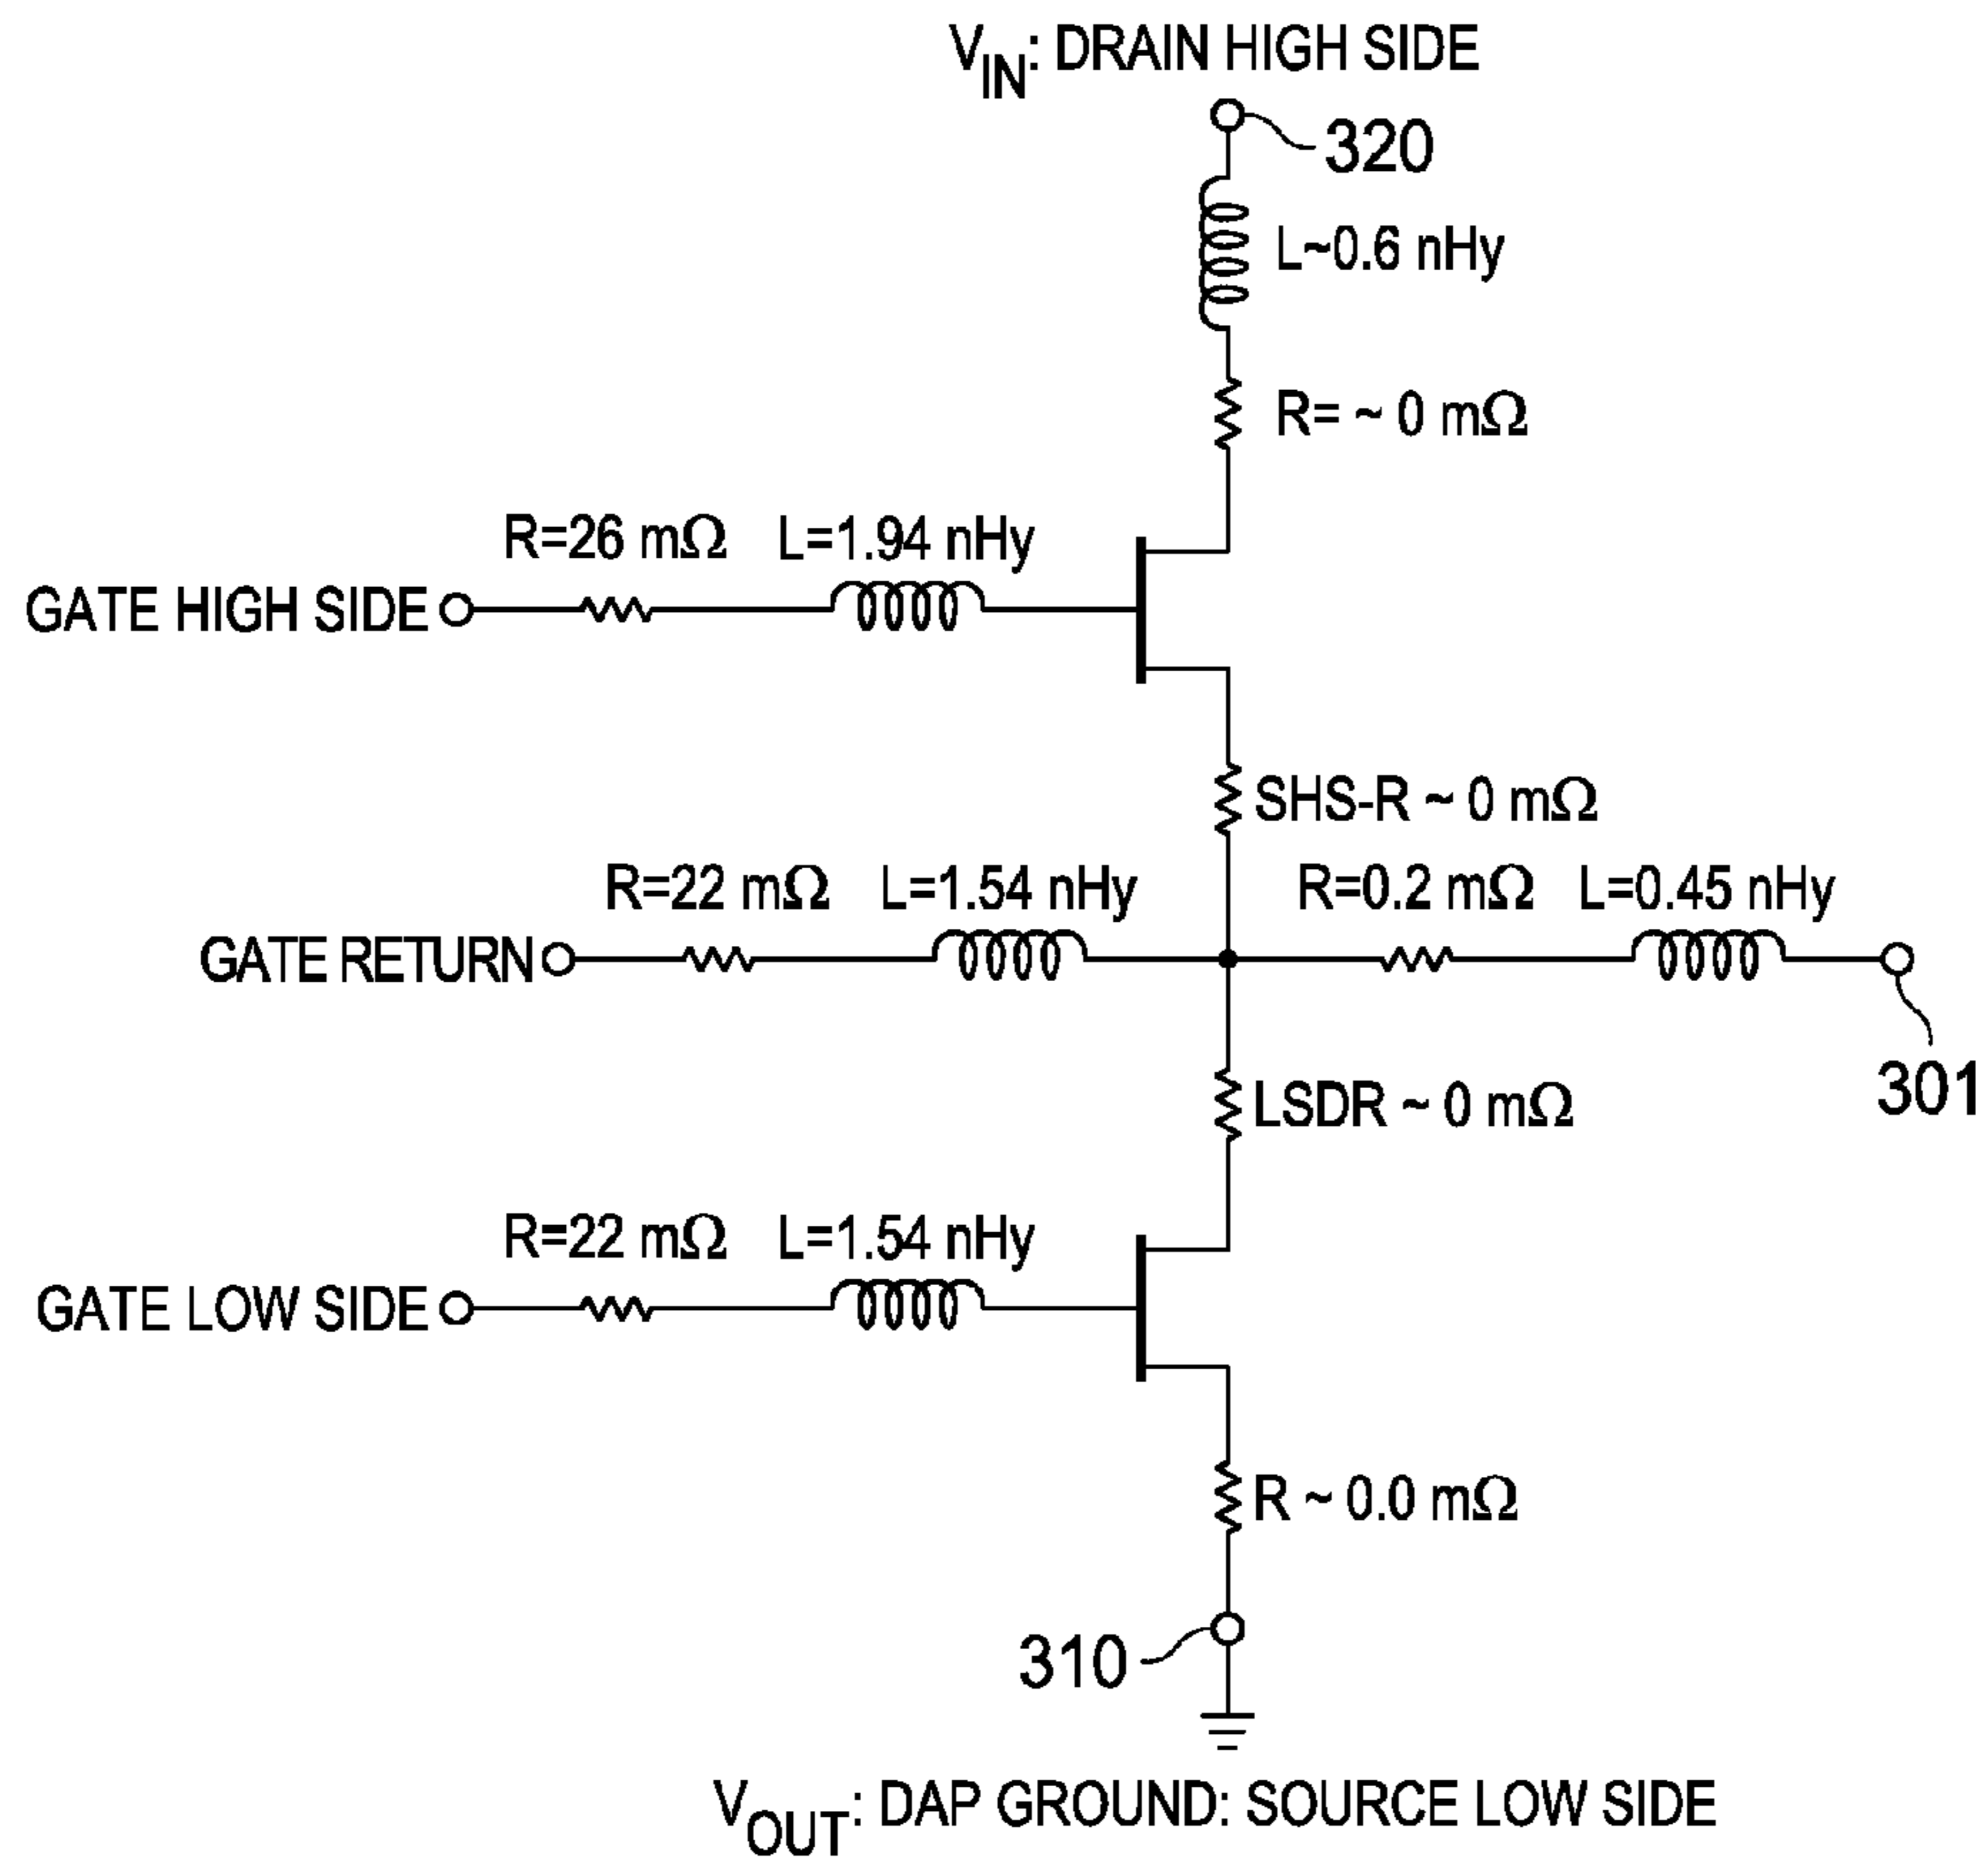 VIN: DRAIN HIGH SIDE
320
L~0.6 nHy
R= ~ 0 mΩ
R=26 mΩ L=1.94 nHy
GATE HIGH SIDE
SHS-R ~ 0 mΩ
R=22 mΩ L=1.54 nHy R=0.2 mΩ L=0.45 nHy
GATE RETURN
301
LSDR ~ 0 mΩ
R=22 mΩ L=1.54 nHy
GATE LOW SIDE
R ~ 0.0 mΩ
310
VOUT: DAP GROUND: SOURCE LOW SIDE